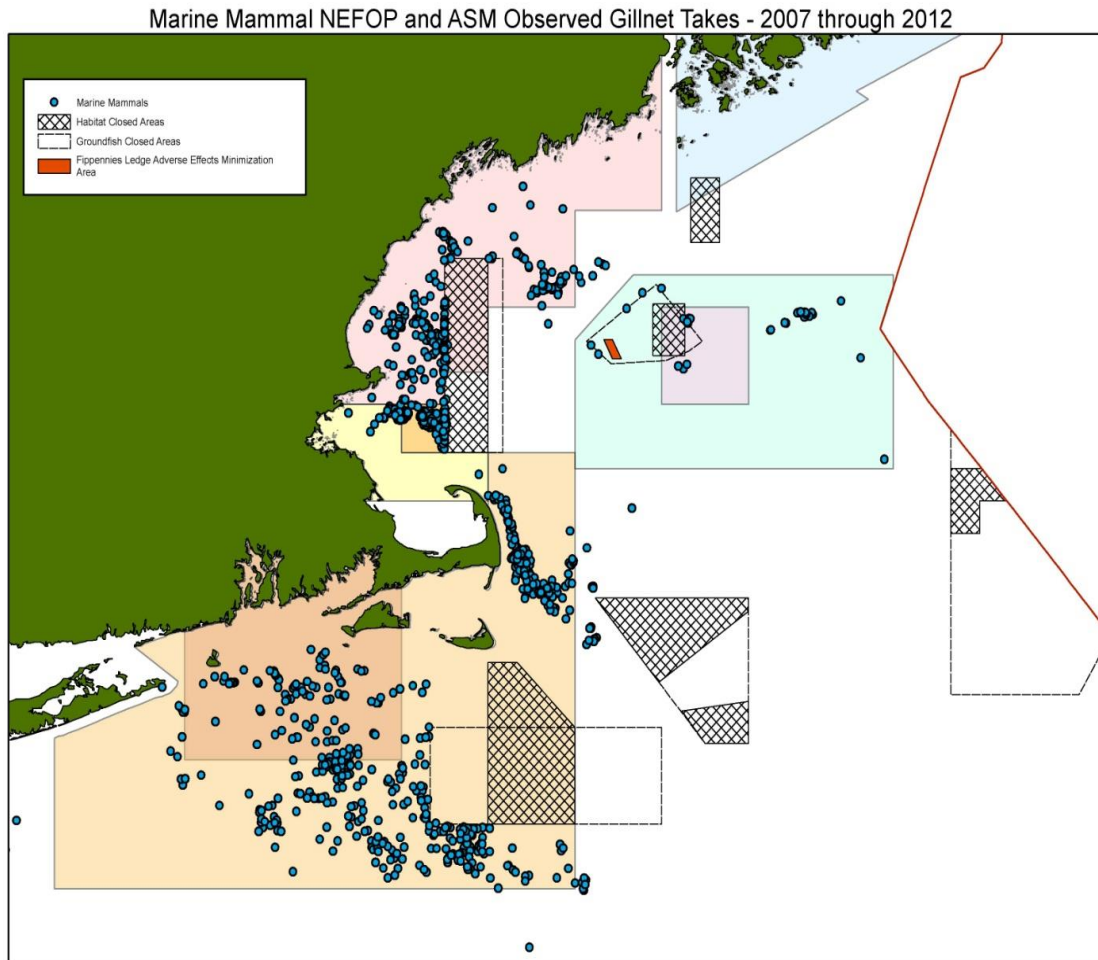 Marine Mammal NEFOP and ASM Observed Gillnet Takes - 2007 through 2012
Marine Mammals
Habitat Closed Areas
Groundfish Closed Areas
Fippennies Ledge Adverse Effects Minimization
Area